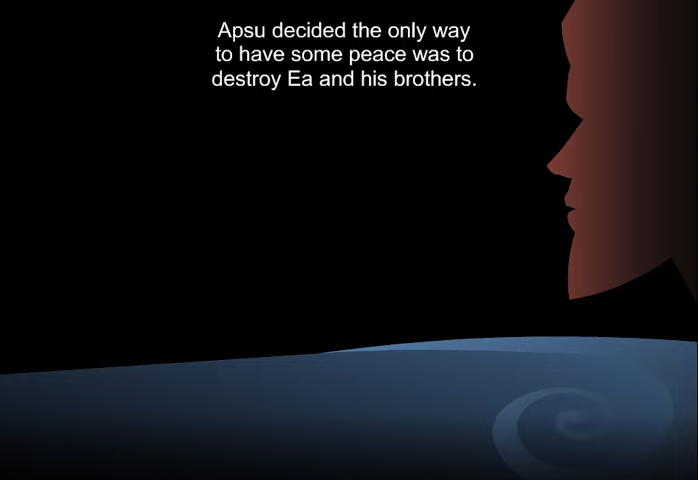 Apsu decided the only way
to have some peace was to
destroy Ea and his brothers.